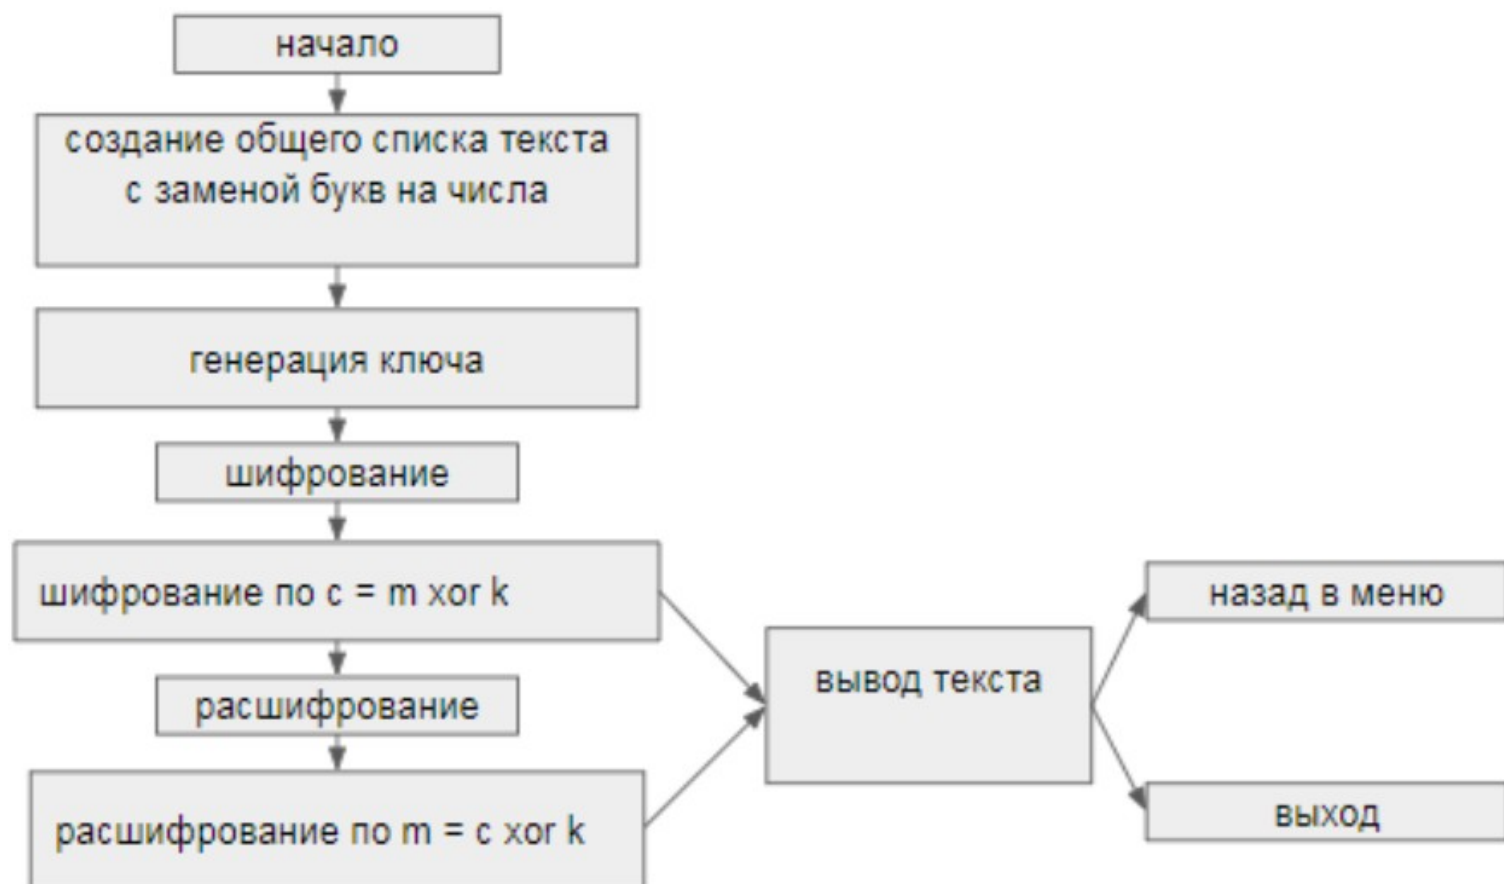 начало
создание общего списка текста
с заменой букв на числа
генерация ключа
шифрование
шифрование по c = m xor k
расшифрование
расшифрование по m = c xor k
вывод текста
назад в меню
выход